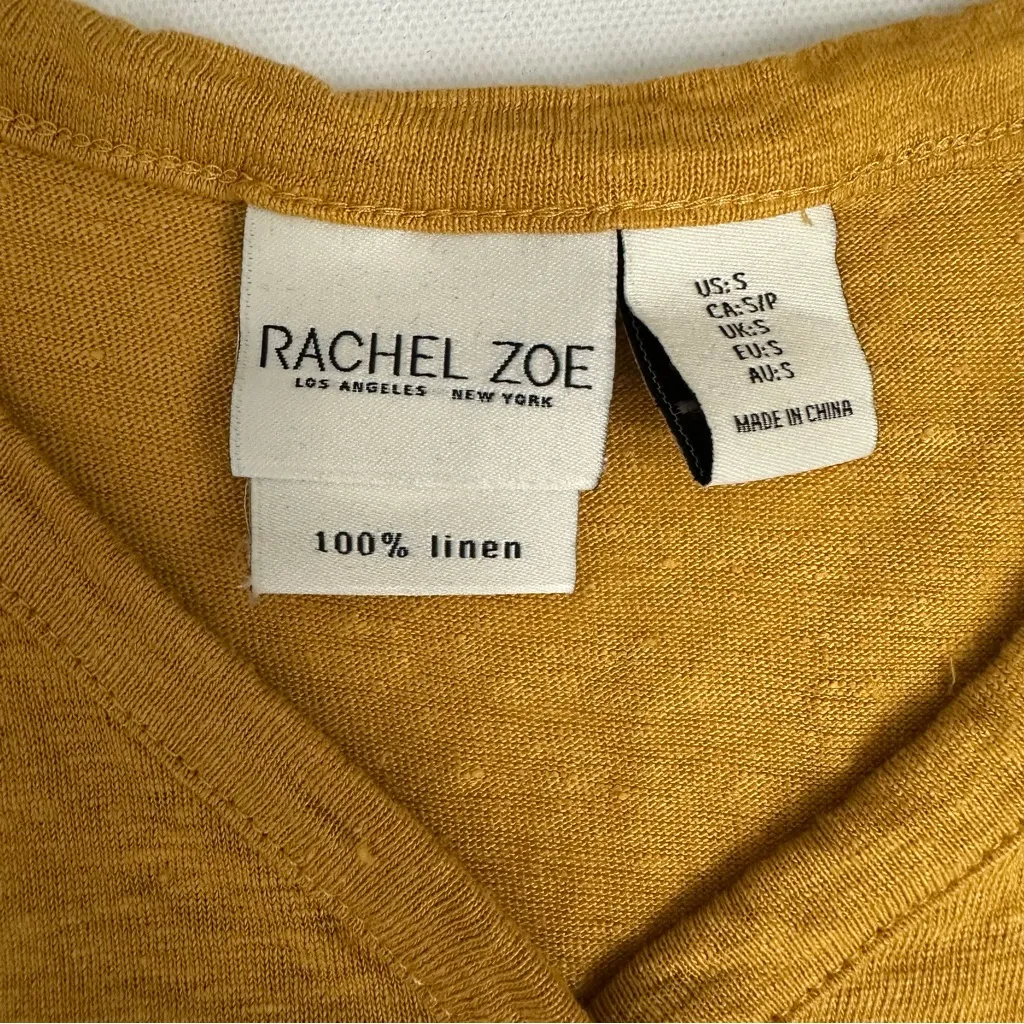 RACHEL ZOE
LOS ANGELES NEW YORK
100% linen
US:S
CA:S/P
UK:S
EU:S
AU:S
MADE IN CHINA